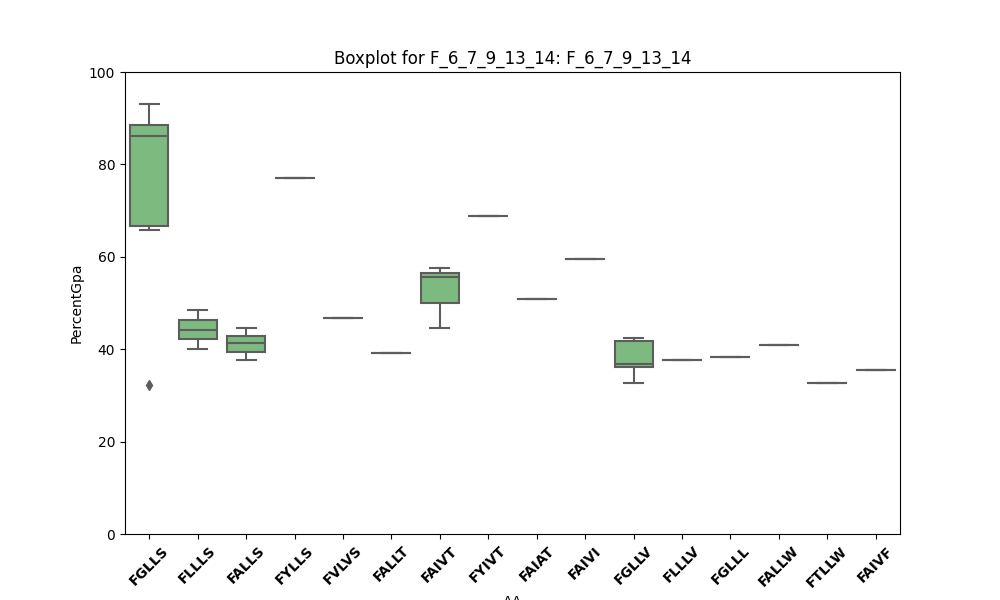 Boxplot for F_6_7_9_13_14: F_6_7_9_13_14
PercentGpa
100
80
60
40
20
0
FGLLS
FLLLS
FALLS
FYLLS
FVLVS
FALLT
FAIVT
FYIVT
FAIAT
FAIVI
FGLLV
FLLLV
FGLLL
FALLW
FTLLW
FAIVF
AA